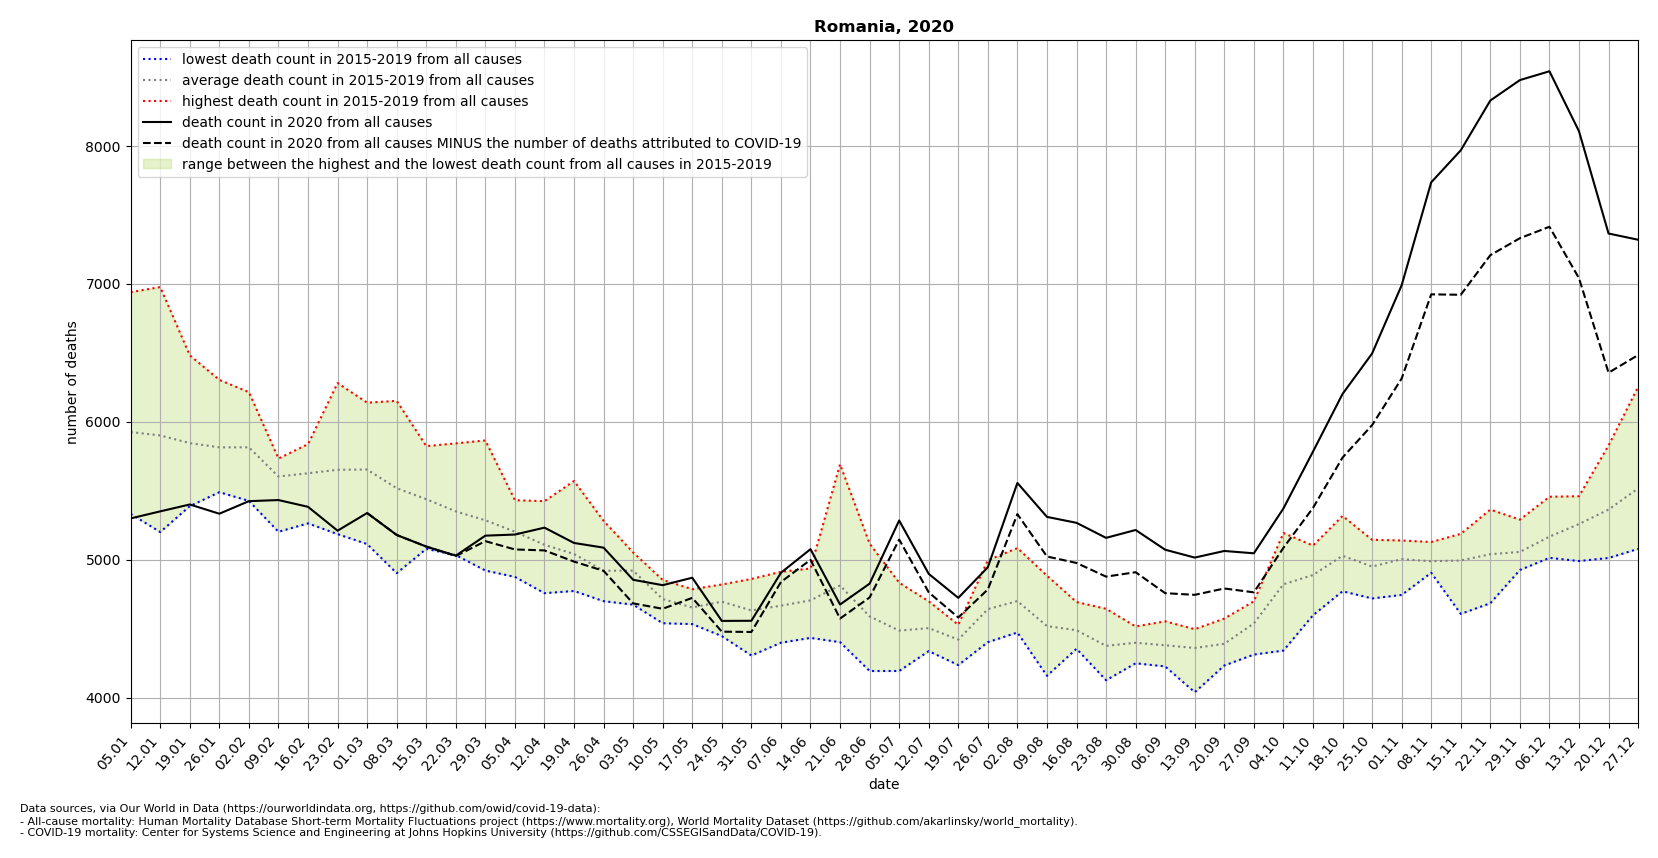 Romania, 2020
lowest death count in 2015-2019 from all causes
average death count in 2015-2019 from all causes
highest death count in 2015-2019 from all causes
death count in 2020 from all causes
death count in 2020 from all causes MINUS the number of deaths attributed to COVID-19
range between the highest and the lowest death count from all causes in 2015-2019
number of deaths
8000
7000
6000
5000
4000
05.01 12.01 19.01 26.01 02.02 09.02 16.02 23.02 01.03 08.03 15.03 22.03 29.03 05.04 12.04 19.04 26.04 03.05 10.05 17.05 24.05 31.05 07.06 14.06 21.06 28.06 05.07 12.07 19.07 26.07 02.08 09.08 16.08 23.08 30.08 06.09 13.09 20.09 27.09 04.10 11.10 18.10 25.10 01.11 08.11 15.11 22.11 29.11 06.12 13.12 20.12 27.12
date
Data sources, via Our World in Data (https://ourworldindata.org, https://github.com/owid/covid-19-data):
- All-cause mortality: Human Mortality Database Short-term Mortality Fluctuations project (https://www.mortality.org), World Mortality Dataset (https://github.com/akarlinsky/world_mortality).
- COVID-19 mortality: Center for Systems Science and Engineering at Johns Hopkins University (https://github.com/CSSEGISandData/COVID-19).